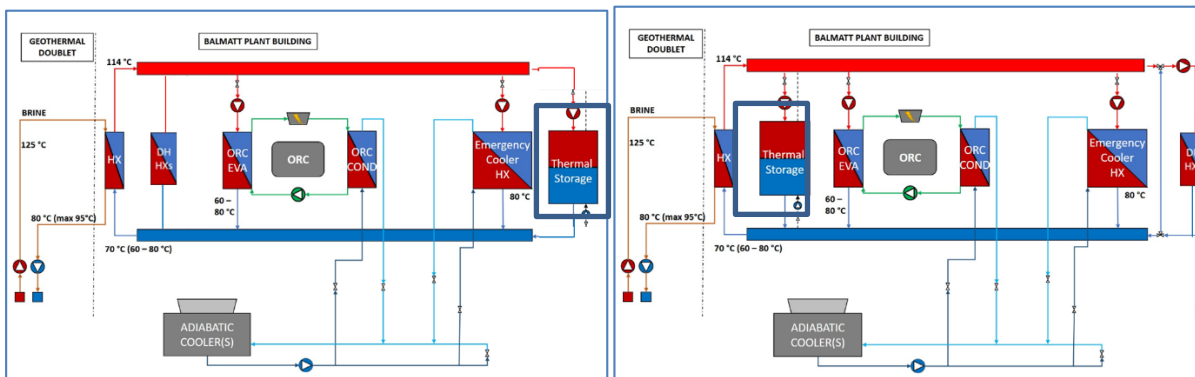 GEOTHERMAL
DOUBLET
BALMATT PLANT BUILDING
114 °C
BRINE
125 °C
HX
DH
HXs
ORC
EVA
ORC
ORC
COND
Emergency
Cooler
HX
Thermal
Storage
80 °C
60 –
80 °C
80 °C (max 95°C)
70 °C (60 – 80 °C)
ADIABATIC
COOLER(S)
GEOTHERMAL
DOUBLET
BALMATT PLANT BUILDING
114 °C
BRINE
125 °C
HX
Thermal
Storage
ORC
EVA
ORC
ORC
COND
Emergency
Cooler
HX
80 °C
60 –
80 °C
80 °C (max 95°C)
70 °C (60 – 80 °C)
ADIABATIC
COOLER(S)